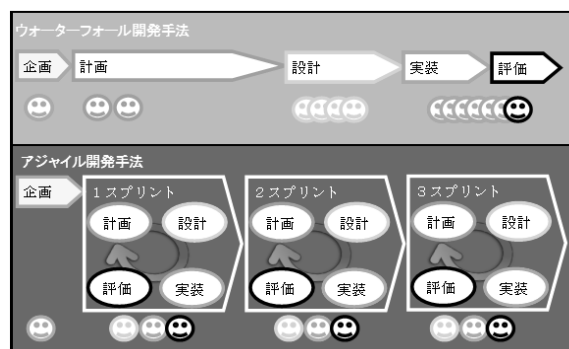 ウォーターフォール開発手法
企画 計画 設計 実装 評価
アジャイル開発手法
企画
1スプリント
計画 設計
評価 実装
2スプリント
計画 設計
評価 実装
3スプリント
計画 設計
評価 実装